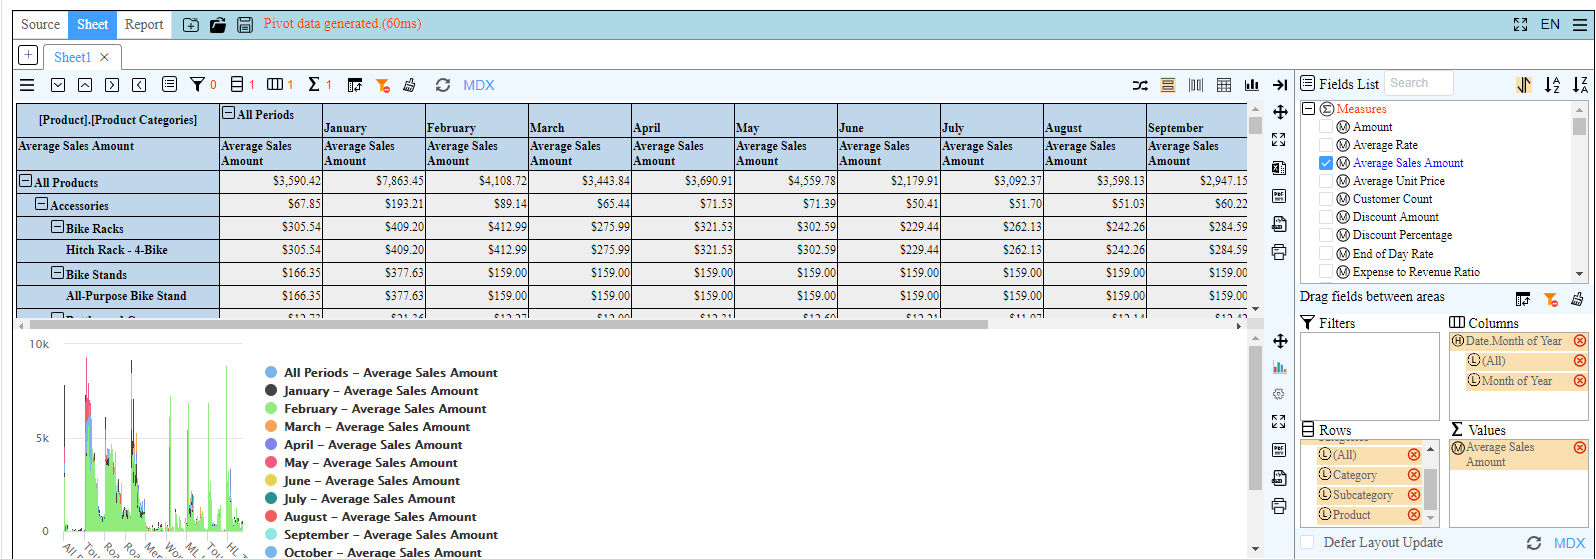 Source Sheet Report Pivot data generated.(60ms) EN
Sheet1
0 1 1 1 MDX
[Product].[Product Categories] All Periods
January February March April May June July August September
Average Sales Amount Average Sales Amount Average Sales Amount Average Sales Amount Average Sales Amount Average Sales Amount Average Sales Amount Average Sales Amount Average Sales Amount Average Sales Amount Average Sales Amount
All Products $3,590.42 $7,863.45 $4,108.72 $3,443.84 $3,690.91 $4,559.78 $2,179.91 $3,092.37 $3,598.13 $2,947.15
Accessories $67.85 $193.21 $89.14 $65.44 $71.53 $71.39 $50.41 $51.70 $51.03 $60.22
Bike Racks $305.54 $409.20 $412.99 $275.99 $321.53 $302.59 $229.44 $262.13 $242.26 $284.59
Hitch Rack - 4-Bike $305.54 $409.20 $412.99 $275.99 $321.53 $302.59 $229.44 $262.13 $242.26 $284.59
Bike Stands $166.35 $377.63 $159.00 $159.00 $159.00 $159.00 $159.00 $159.00 $159.00 $159.00
All-Purpose Bike Stand $166.35 $377.63 $159.00 $159.00 $159.00 $159.00 $159.00 $159.00 $159.00 $159.00
10k
5k
0
All Periods – Average Sales Amount
January – Average Sales Amount
February – Average Sales Amount
March – Average Sales Amount
April – Average Sales Amount
May – Average Sales Amount
June – Average Sales Amount
July – Average Sales Amount
August – Average Sales Amount
September – Average Sales Amount
October – Average Sales Amount
Fields List Search
Measures
Amount
Average Rate
Average Sales Amount
Average Unit Price
Customer Count
Discount Amount
Discount Percentage
End of Day Rate
Expense to Revenue Ratio
Drag fields between areas
Filters
Columns
Date.Month of Year
(All)
Month of Year
Rows
(All)
Category
Subcategory
Product
Values
Average Sales
Amount
Defer Layout Update MDX